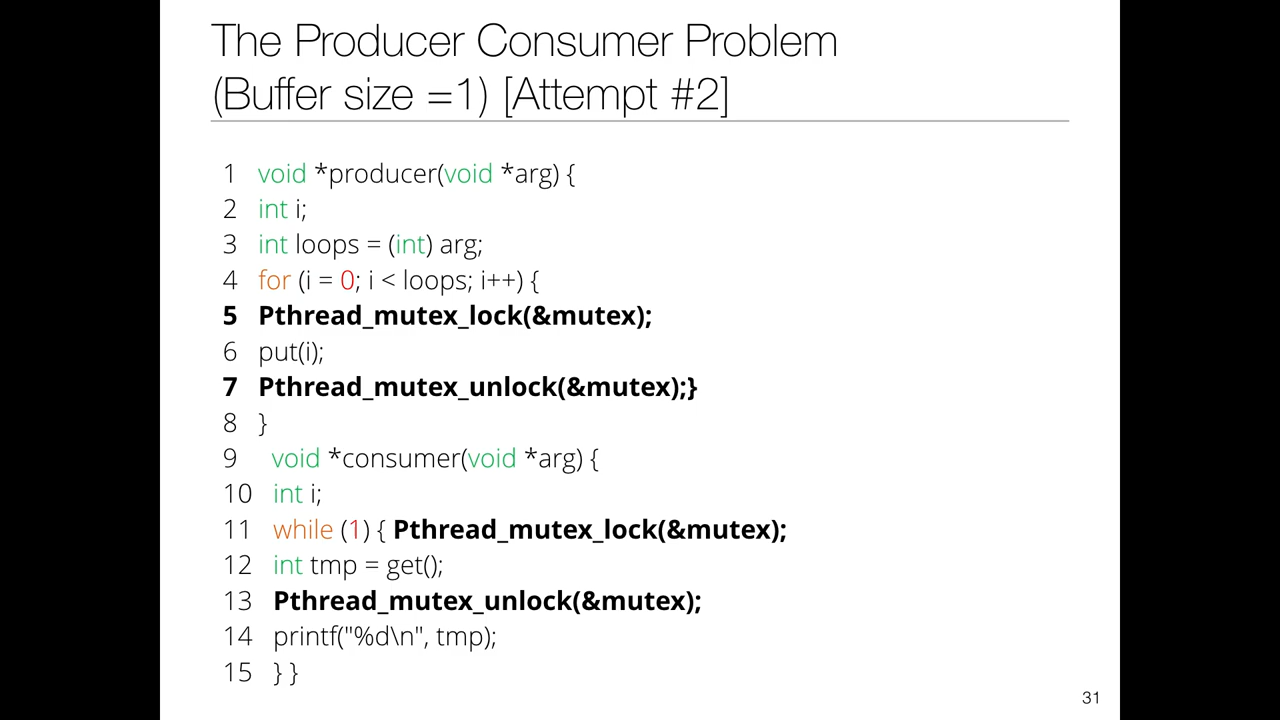 The Producer Consumer Problem
(Buffer size =1) [Attempt #2]
1 void *producer(void *arg) {
2 int i;
3 int loops = (int) arg;
4 for (i = 0; i < loops; i++) {
5 Pthread_mutex_lock(&mutex);
6 put(i);
7 Pthread_mutex_unlock(&mutex);}
8 }
9 void *consumer(void *arg) {
10 int i;
11 while (1) { Pthread_mutex_lock(&mutex);
12 int tmp = get();
13 Pthread_mutex_unlock(&mutex);
14 printf("%d\n", tmp);
15 } }
31